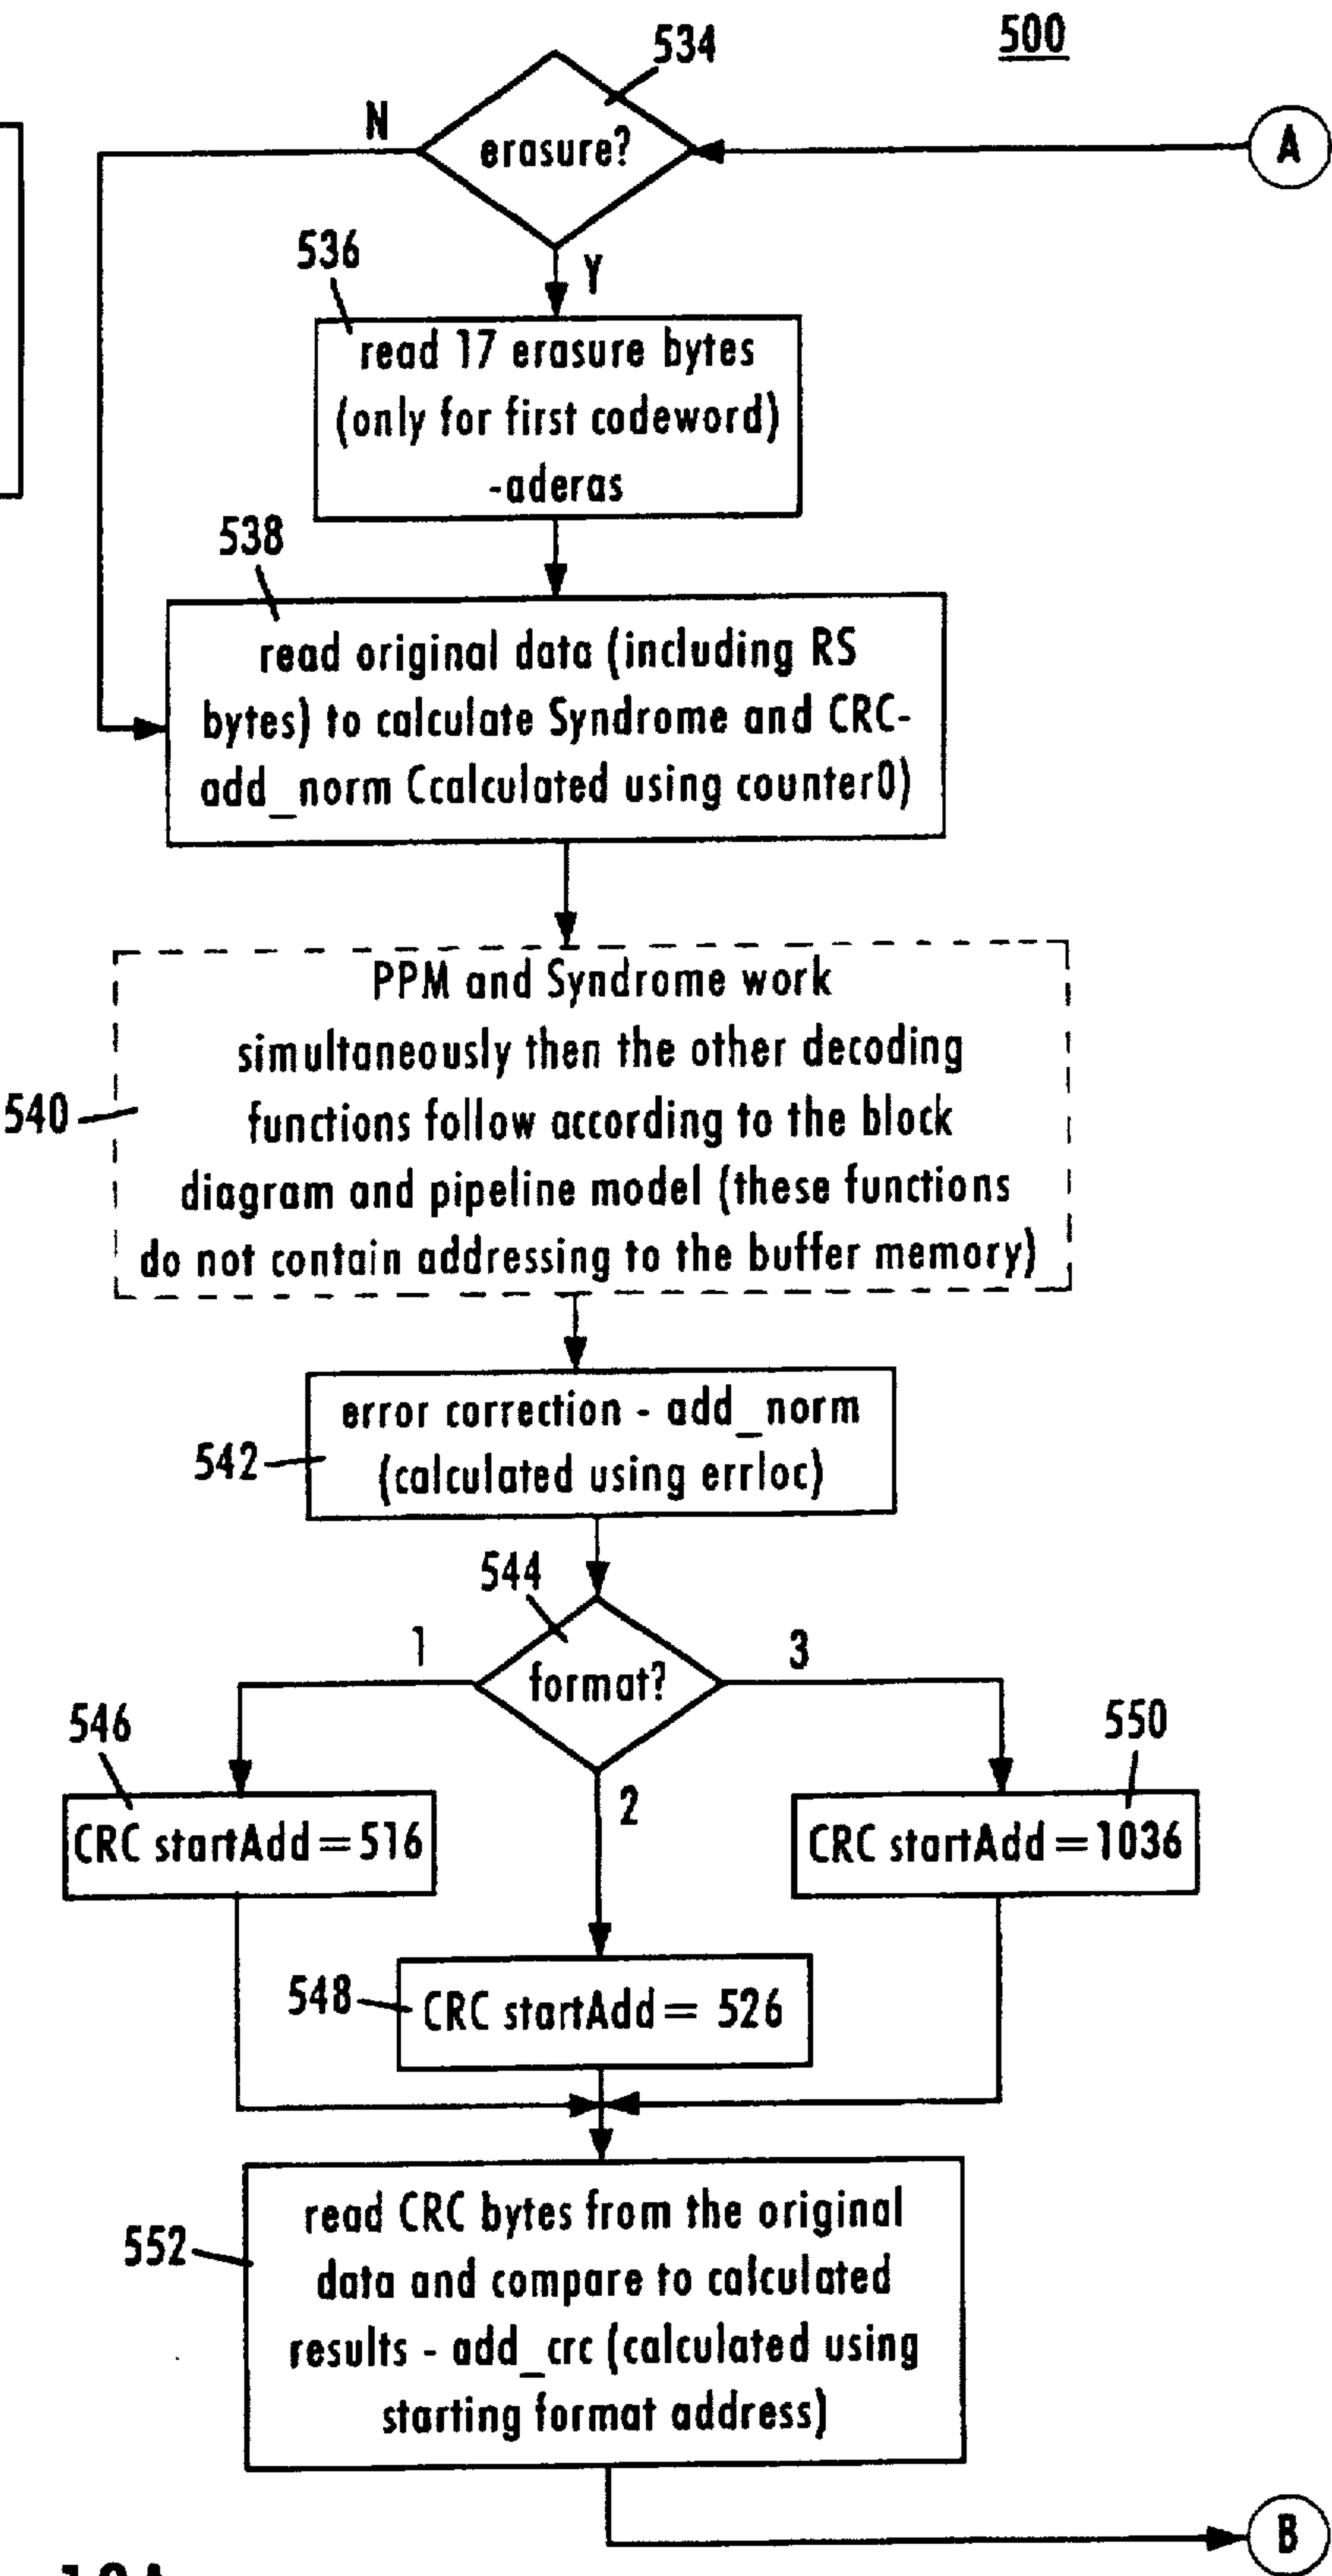 500
534
A
N
erasure?
Y
536
read 17 erasure bytes
(only for first codeword)
-aderas
538
read original data (including RS
bytes) to calculate Syndrome and CRC-
add_norm Ccalculated using counter0)
PPM and Syndrome work
simultaneously then the other decoding
functions follow according to the block
diagram and pipeline model (these functions
do not contain addressing to the buffer memory)
540
error correction - add_norm
(calculated using errloc)
542
544
format?
1
3
2
546
CRC startAdd=516
550
CRC startAdd=1036
548
CRC startAdd= 526
552
read CRC bytes from the original
data and compare to calculated
results - add_crc (calculated using
starting format address)
B